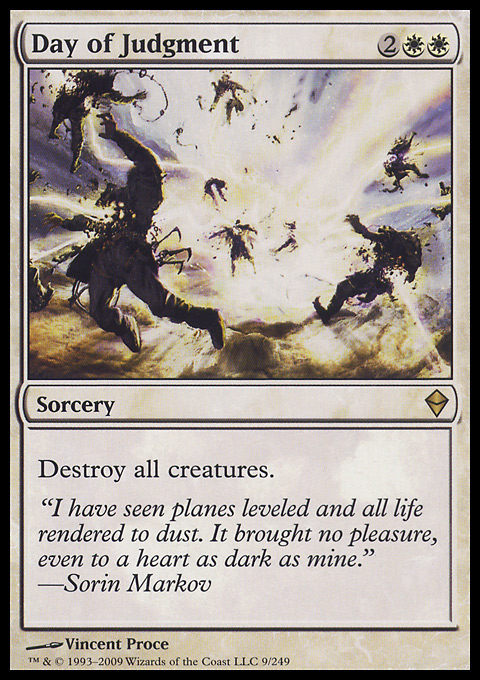 Day of Judgment 2
Sorcery
Destroy all creatures.
“I have seen planes leveled and all life
rendered to dust. It brought no pleasure,
even to a heart as dark as mine.”
—Sorin Markov
Vincent Proce
™ & © 1993–2009 Wizards of the Coast LLC 9/249